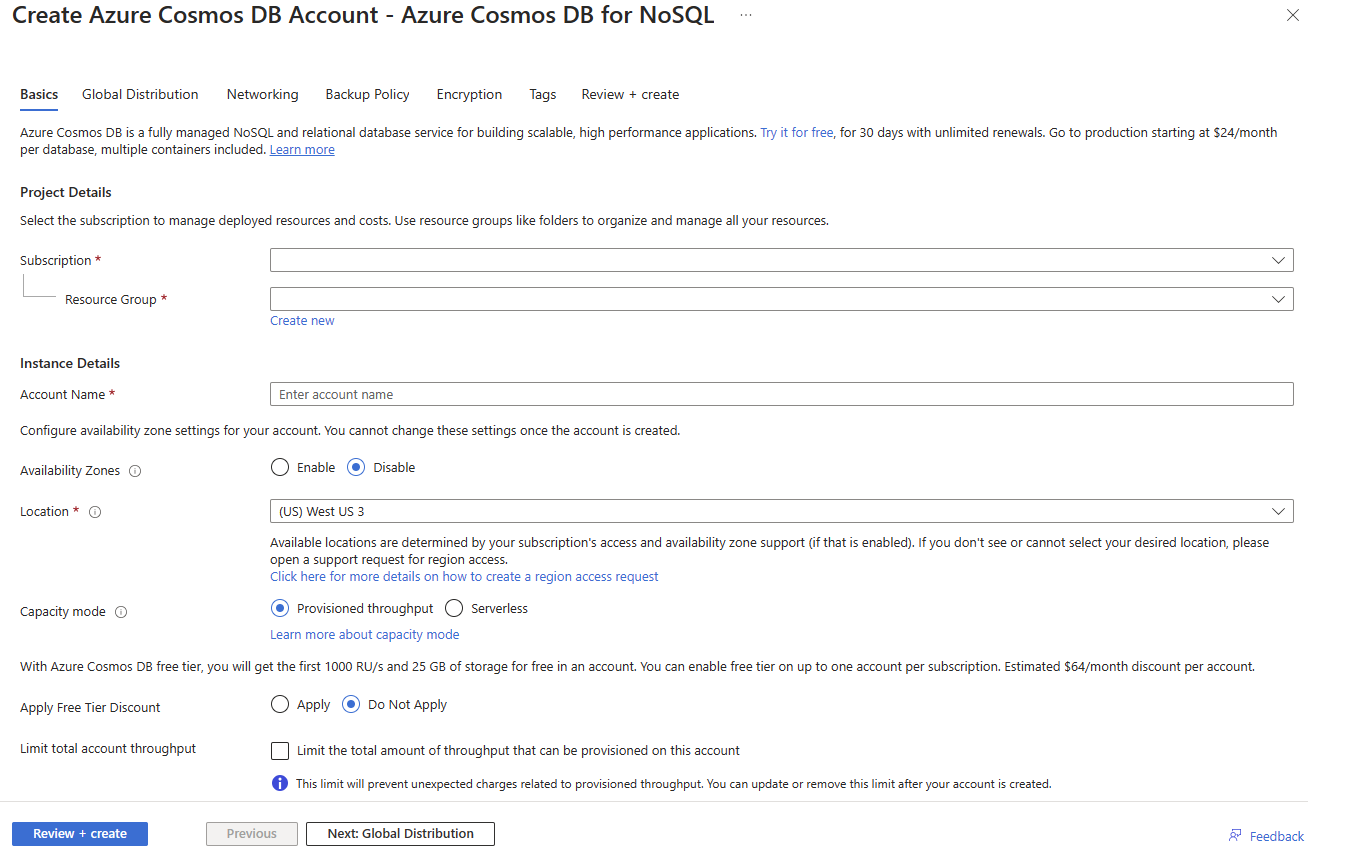 Create Azure Cosmos DB Account - Azure Cosmos DB for NoSQL ...
Basics Global Distribution Networking Backup Policy Encryption Tags Review + create
Azure Cosmos DB is a fully managed NoSQL and relational database service for building scalable, high performance applications. Try it for free, for 30 days with unlimited renewals. Go to production starting at $24/month
per database, multiple containers included. Learn more
Project Details
Select the subscription to manage deployed resources and costs. Use resource groups like folders to organize and manage all your resources.
Subscription *
Resource Group *
Create new
Instance Details
Account Name * Enter account name
Configure availability zone settings for your account. You cannot change these settings once the account is created.
Availability Zones Enable Disable
Location * (US) West US 3
Available locations are determined by your subscription's access and availability zone support (if that is enabled). If you don't see or cannot select your desired location, please
open a support request for region access.
Click here for more details on how to create a region access request
Capacity mode Provisioned throughput Serverless
Learn more about capacity mode
With Azure Cosmos DB free tier, you will get the first 1000 RU/s and 25 GB of storage for free in an account. You can enable free tier on up to one account per subscription. Estimated $64/month discount per account.
Apply Free Tier Discount Apply Do Not Apply
Limit total account throughput Limit the total amount of throughput that can be provisioned on this account
This limit will prevent unexpected charges related to provisioned throughput. You can update or remove this limit after your account is created.
Review + create Previous Next: Global Distribution Feedback